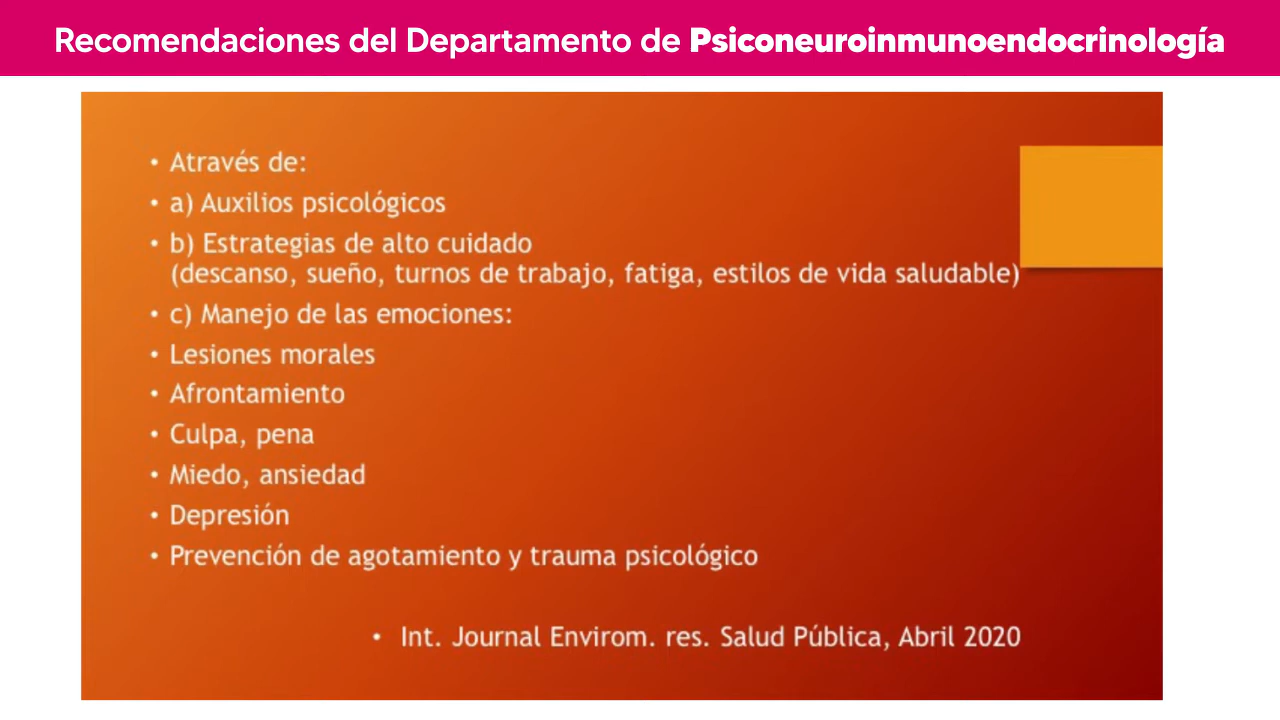 Recomendaciones del Departamento de Psiconeuroinmunoendocrinología
• Através de:
• a) Auxilios psicológicos
• b) Estrategias de alto cuidado
(descanso, sueño, turnos de trabajo, fatiga, estilos de vida saludable)
• c) Manejo de las emociones:
• Lesiones morales
• Afrontamiento
• Culpa, pena
• Miedo, ansiedad
• Depresión
• Prevención de agotamiento y trauma psicológico
• Int. Journal Envirom. res. Salud Pública, Abril 2020